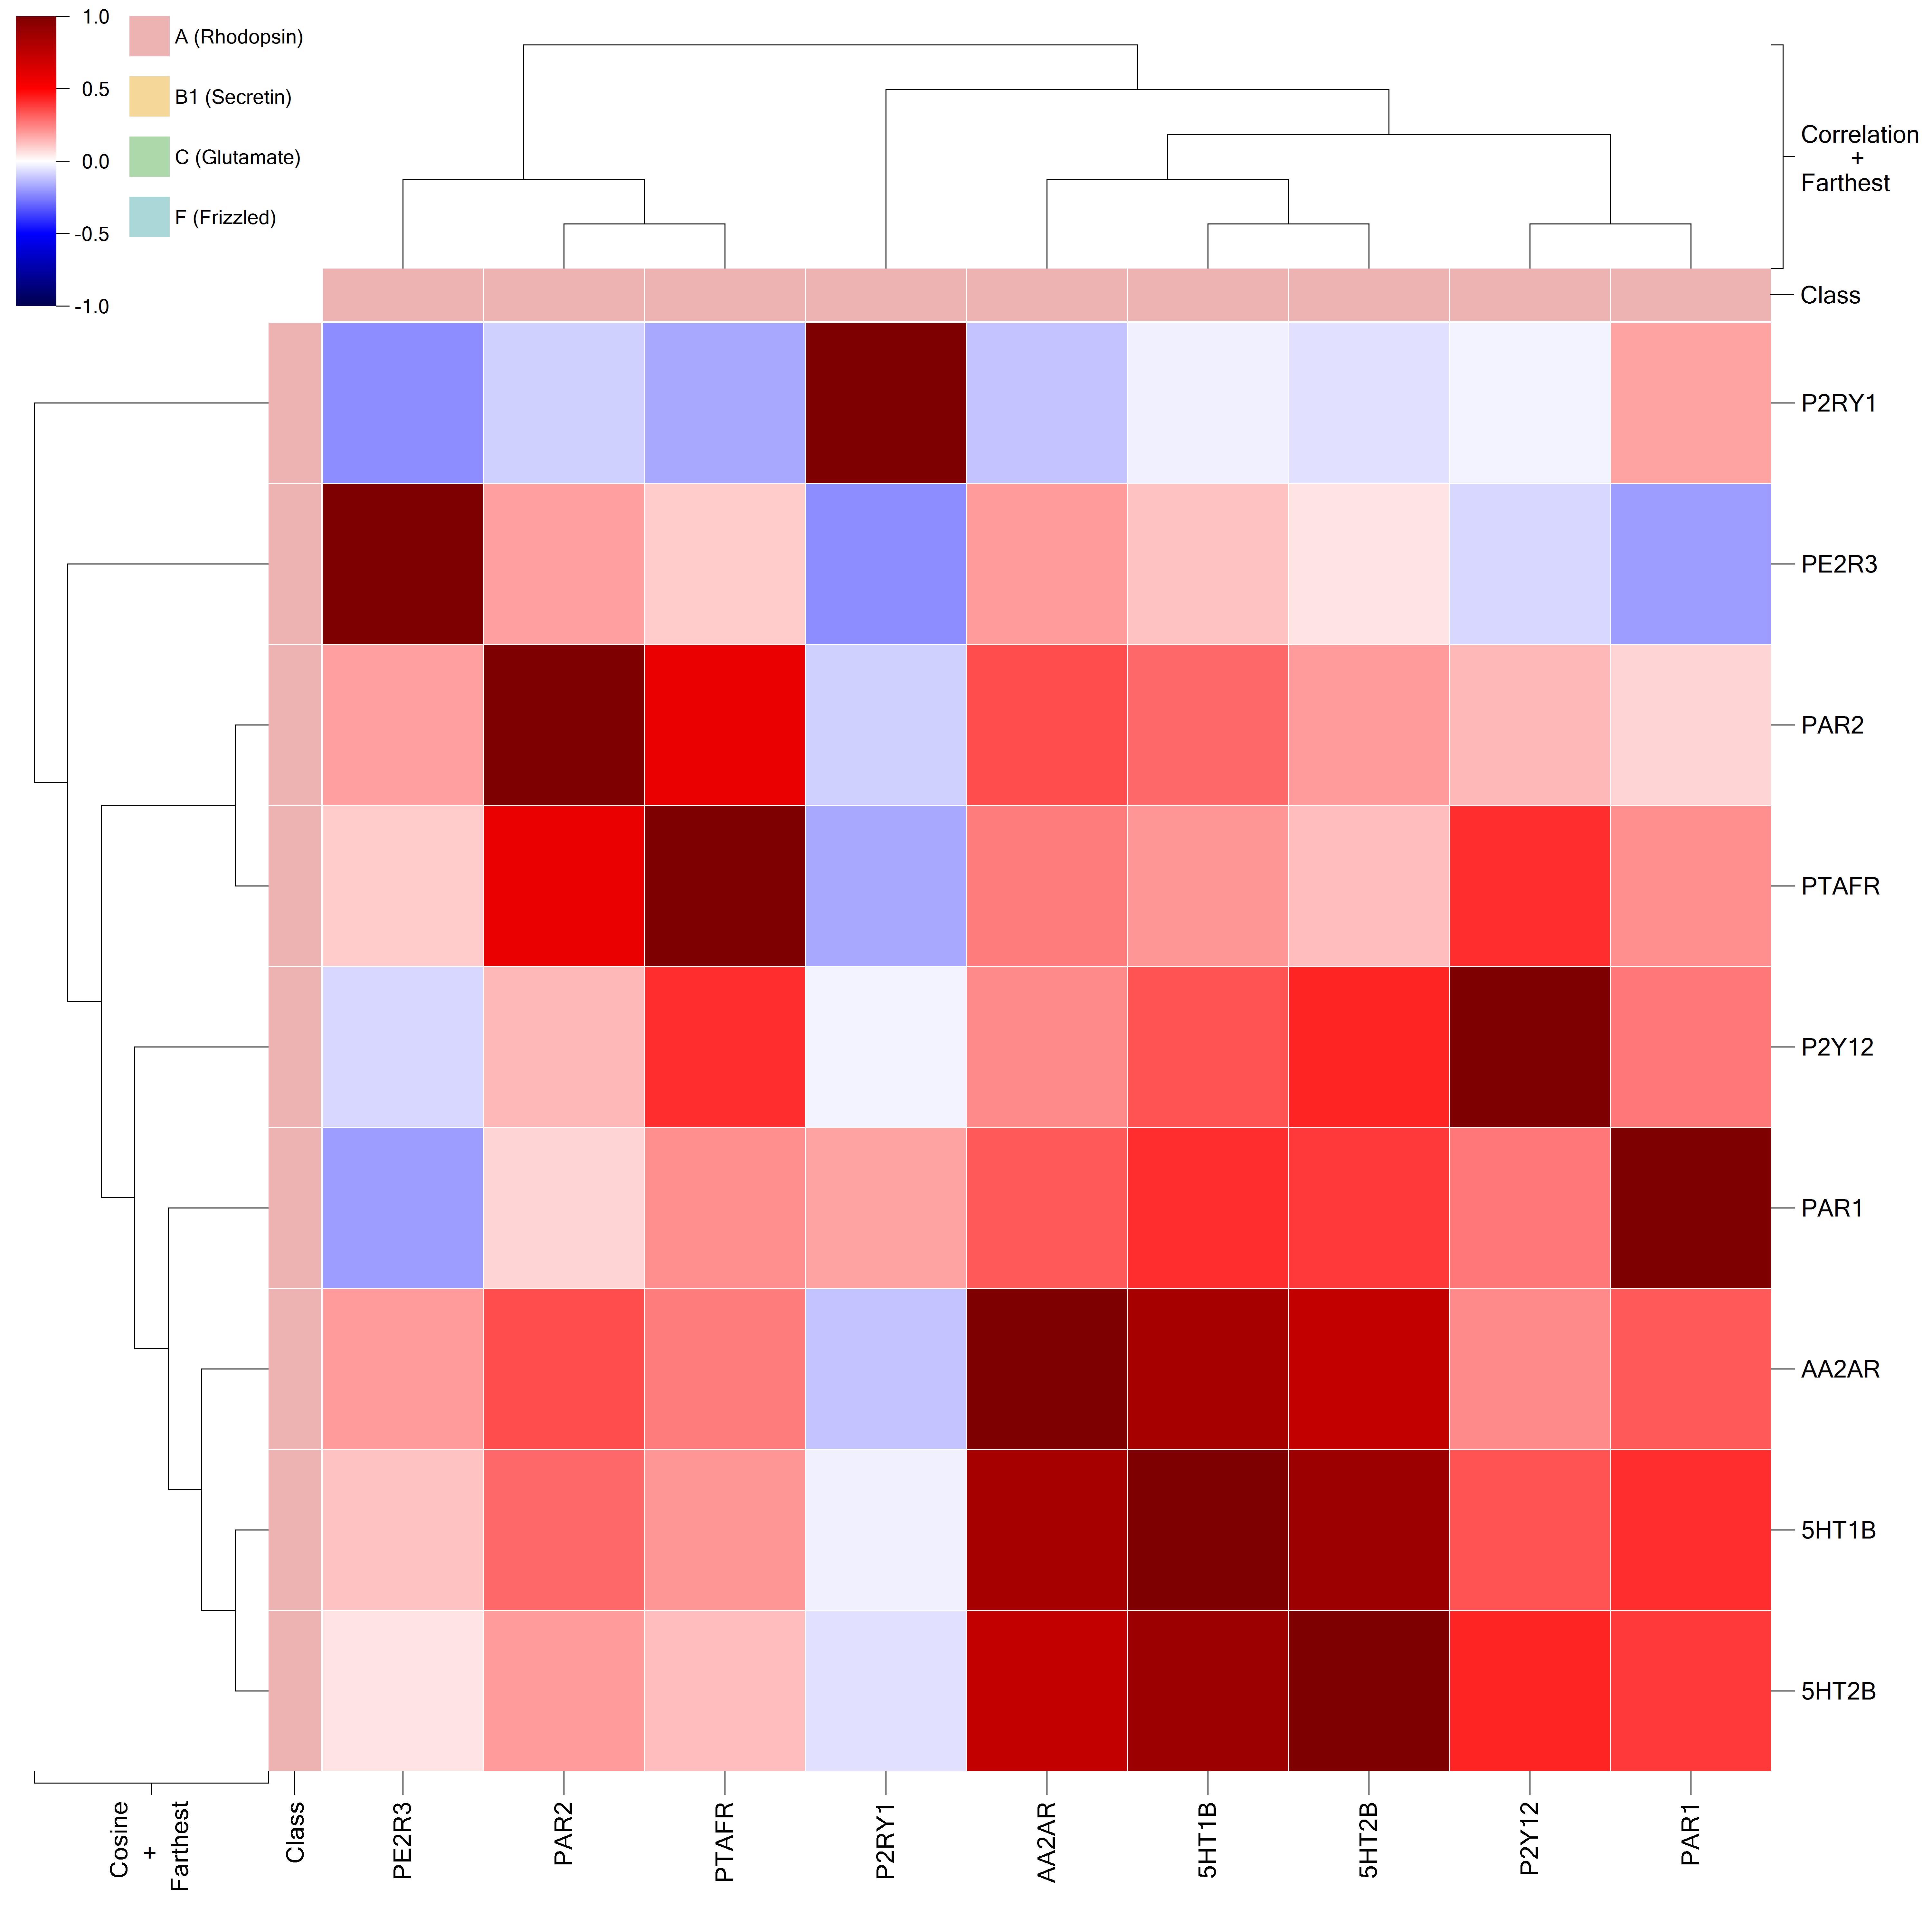 1.0
0.5
0.0
-0.5
-1.0
A (Rhodopsin)
B1 (Secretin)
C (Glutamate)
F (Frizzled)
Correlation
+
Farthest
Class
P2RY1
PE2R3
PAR2
PTAFR
P2Y12
PAR1
AA2AR
5HT1B
5HT2B
Cosine
+
Farthest
Class
PE2R3
PAR2
PTAFR
P2RY1
AA2AR
5HT1B
5HT2B
P2Y12
PAR1